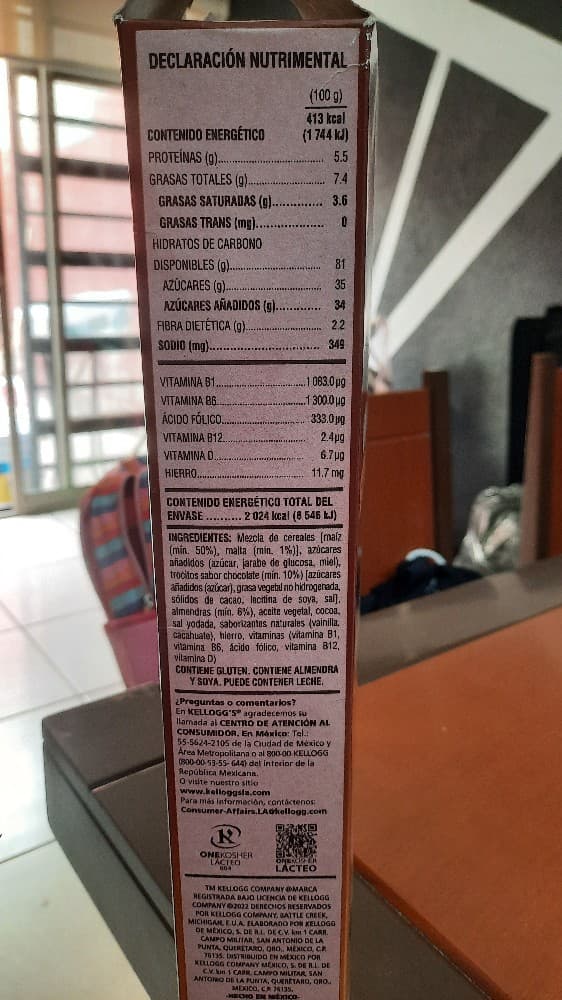 DECLARACIÓN NUTRIMENTAL
(100 g)
413 kcal
CONTENIDO ENERGÉTICO (1 744 kJ)
PROTEÍNAS (g)................ 5.5
GRASAS TOTALES (g)................ 7.4
GRASAS SATURADAS (g)............. 3.6
GRASAS TRANS (mg)................ 0
HIDRATOS DE CARBONO
DISPONIBLES (g)................ 81
AZÚCARES (g)................ 35
AZÚCARES AÑADIDOS (g)............ 34
FIBRA DIETÉTICA (g)................ 2.2
SODIO (mg)................ 349
VITAMINA B1................ 1 083.0 µg
VITAMINA B6................ 1 300.0 µg
ÁCIDO FÓLICO................ 333.0 µg
VITAMINA B12................ 2.4 µg
VITAMINA D................ 6.7 µg
HIERRO................ 11.7 mg
CONTENIDO ENERGÉTICO TOTAL DEL
ENVASE .......... 2 024 kcal (8 546 kJ)
INGREDIENTES: Mezcla de cereales [maíz
(mín. 50%), malta (mín. 1%)], azúcares
añadidos (azúcar, jarabe de glucosa, miel),
trocitos sabor chocolate (mín. 10%) [azúcares
añadidos (azúcar), grasa vegetal no hidrogenada,
sólidos de cacao, lecitina de soya, sal],
almendras (mín. 6%), aceite vegetal, cocoa,
sal yodada, saborizantes naturales (vainilla,
cacahuate), hierro, vitaminas (vitamina B1,
vitamina B6, ácido fólico, vitamina B12,
vitamina D)
CONTIENE GLUTEN. CONTIENE ALMENDRA
Y SOYA. PUEDE CONTENER LECHE.
¿Preguntas o comentarios?
En KELLOGG'S® agradecemos su
llamada al CENTRO DE ATENCIÓN AL
CONSUMIDOR. En México: Tel.:
55-5624-2105 de la Ciudad de México y
Área Metropolitana o al 800-00-KELLOGG
(800-00-53-55- 644) del interior de la
República Mexicana.
O visite nuestro sitio
www.kelloggsla.com
Para más información, contáctenos:
Consumer-Affairs.LA@kellogg.com
K
ONEKOSHER
LÁCTEO
ONEKOSHER
LÁCTEO
TM KELLOGG COMPANY ®MARCA
REGISTRADA BAJO LICENCIA DE KELLOGG
COMPANY ©2022 DERECHOS RESERVADOS
POR KELLOGG COMPANY, BATTLE CREEK,
MICHIGAN, E.U.A. ELABORADO POR KELLOGG
DE MÉXICO, S. DE R.L. DE C.V. km 1 CARR.
CAMPO MILITAR, SAN ANTONIO DE LA
PUNTA, QUERÉTARO, QRO., MÉXICO, C.P.
76135. DISTRIBUIDO EN MÉXICO POR
KELLOGG COMPANY MÉXICO, S. DE R.L. DE
C.V. km 1 CARR. CAMPO MILITAR, SAN
ANTONIO DE LA PUNTA, QUERÉTARO, QRO.,
MÉXICO, C.P. 76135.
-HECHO EN MÉXICO-